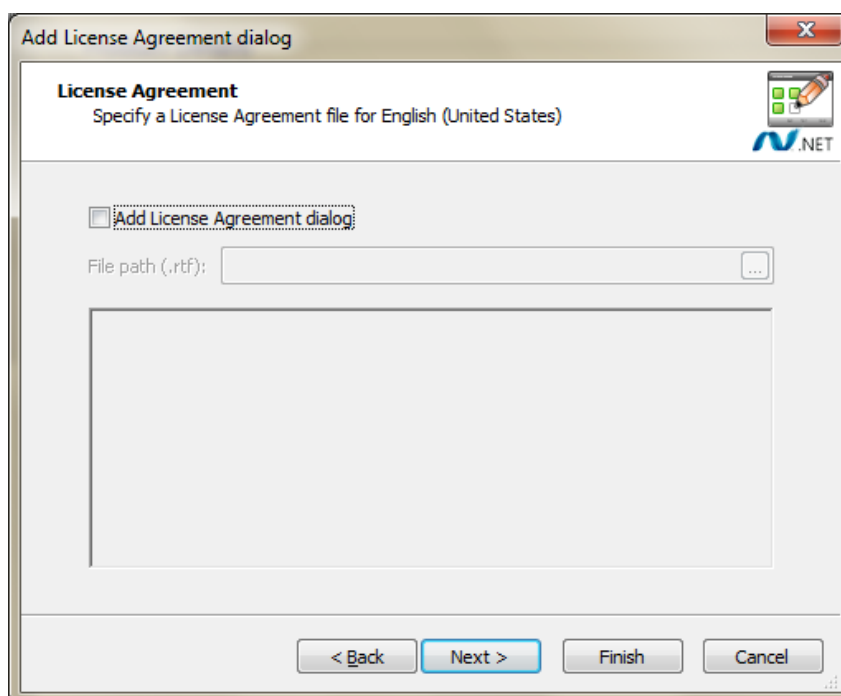 Add License Agreement dialog
License Agreement
Specify a License Agreement file for English (United States)
.NET
Add License Agreement dialog
File path (.rtf):
...
< Back
Next >
Finish
Cancel